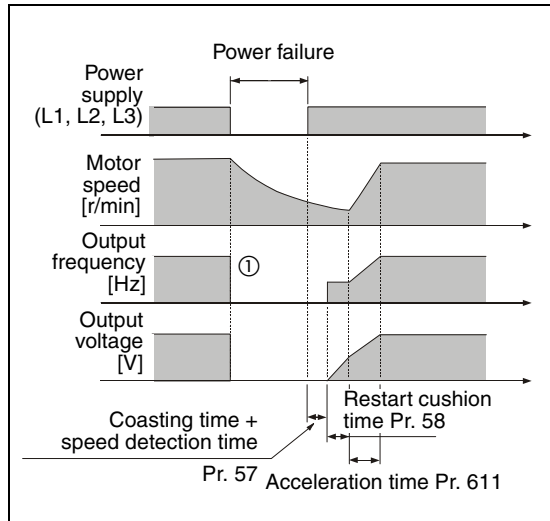 Power failure
Power
supply
(L1, L2, L3)
Motor
speed
[r/min]
Output
frequency
[Hz]
①
Output
voltage
[V]
Coasting time +
speed detection time
Pr. 57
Restart cushion
time Pr. 58
Acceleration time Pr. 611